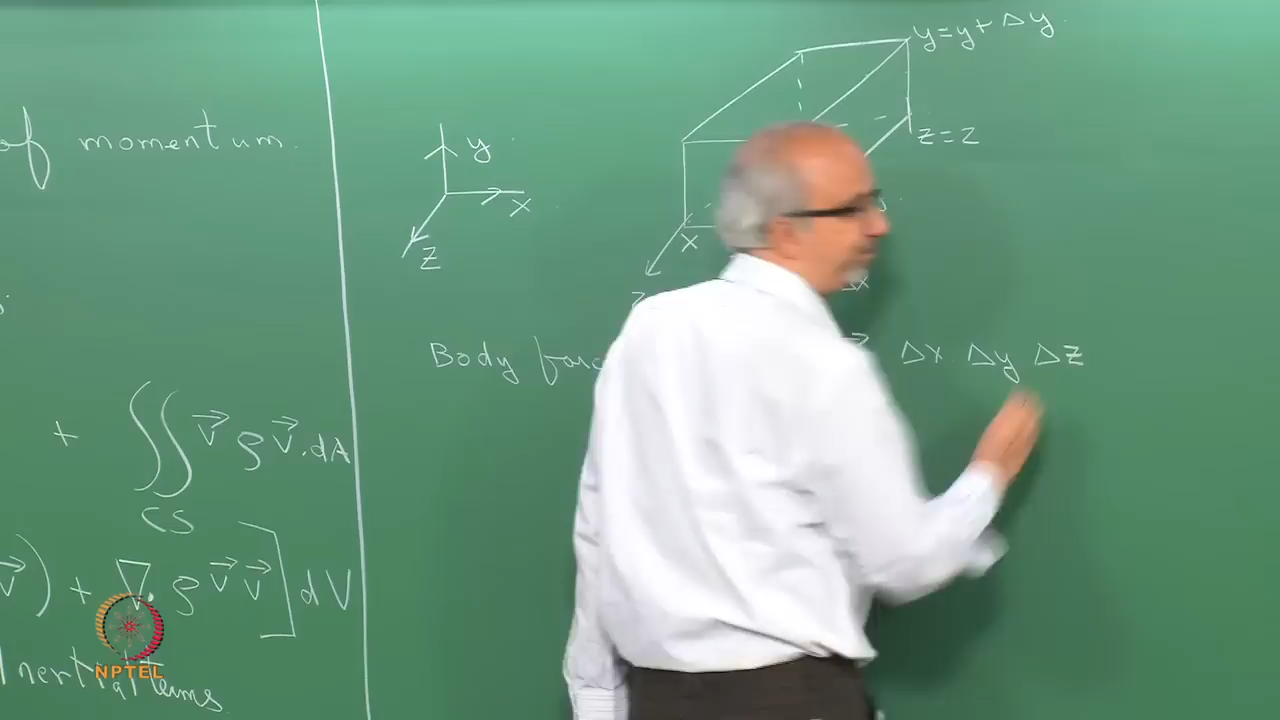 of momentum.
+ ∬ v⃗ ρ v⃗ . dA
CS
v⃗) + ∇. ρ v⃗ v⃗ ] dV
Inertial terms
NPTEL
y
x
z
y=y+Δy
z=z
x
Δx
Body Δx Δy Δz